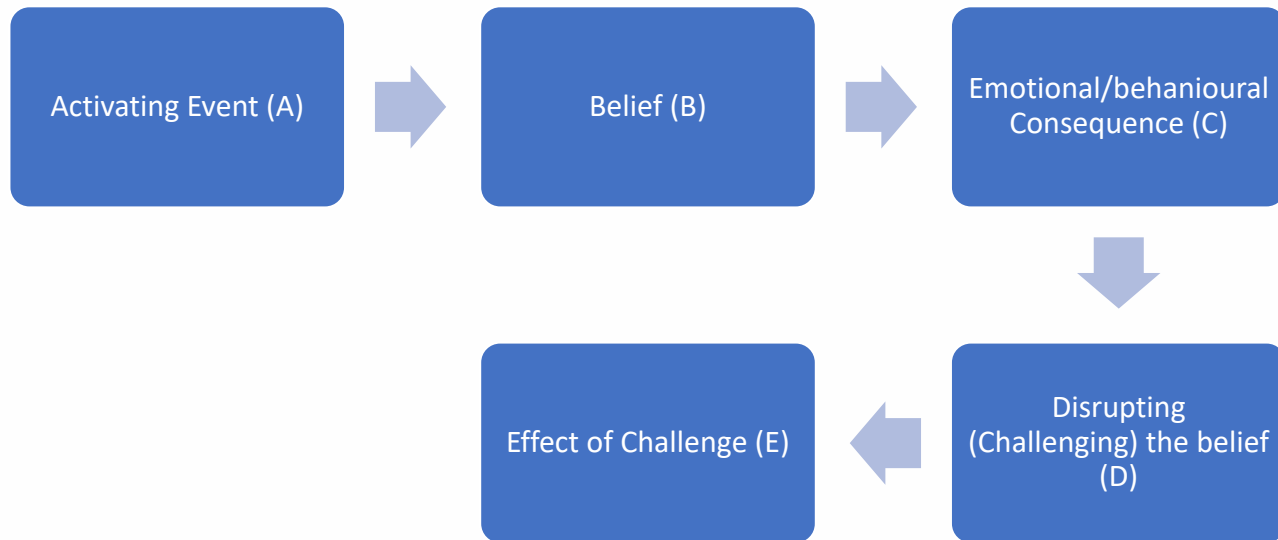 Activating Event (A)
Belief (B)
Emotional/behanioural
Consequence (C)
Disrupting
(Challenging) the belief
(D)
Effect of Challenge (E)